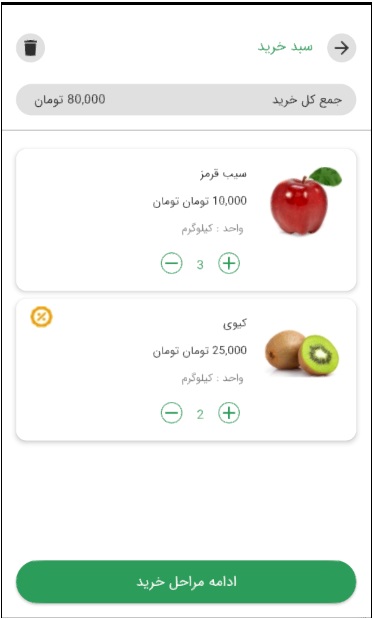 سبد خرید
جمع کل خرید 80,000 تومان
سیب قرمز
10,000 تومان تومان
واحد : کیلوگرم
3
کیوی
25,000 تومان تومان
واحد : کیلوگرم
2
ادامه مراحل خرید